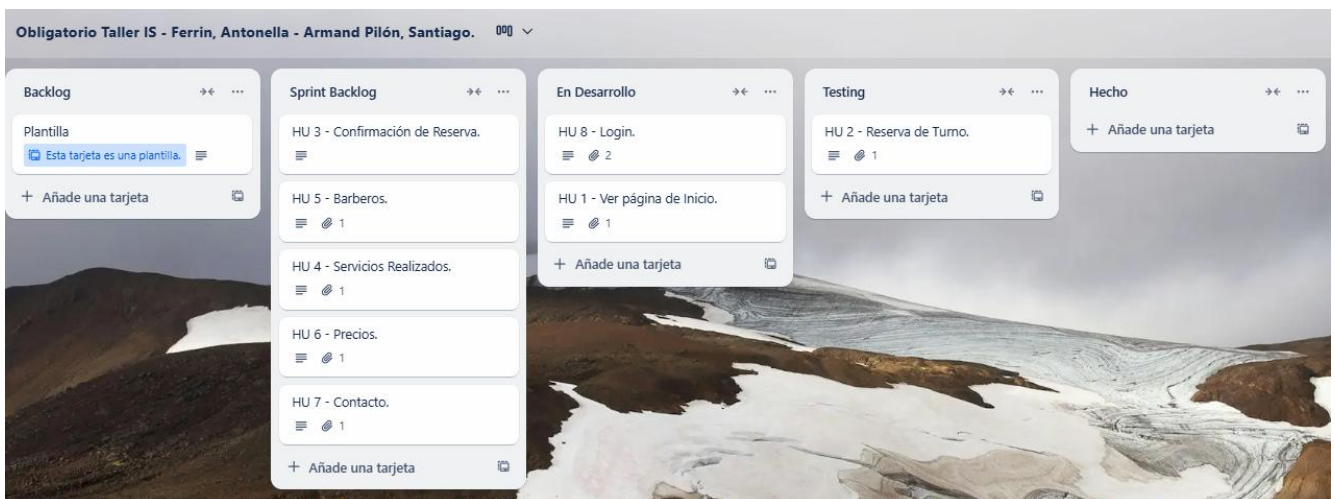 Obligatorio Taller IS - Ferrin, Antonella - Armand Pilón, Santiago.
Backlog
Plantilla
Esta tarjeta es una plantilla.
+ Añade una tarjeta
Sprint Backlog
HU 3 - Confirmación de Reserva.
HU 5 - Barberos.
1
HU 4 - Servicios Realizados.
1
HU 6 - Precios.
1
HU 7 - Contacto.
1
+ Añade una tarjeta
En Desarrollo
HU 8 - Login.
2
HU 1 - Ver página de Inicio.
1
+ Añade una tarjeta
Testing
HU 2 - Reserva de Turno.
1
+ Añade una tarjeta
Hecho
+ Añade una tarjeta